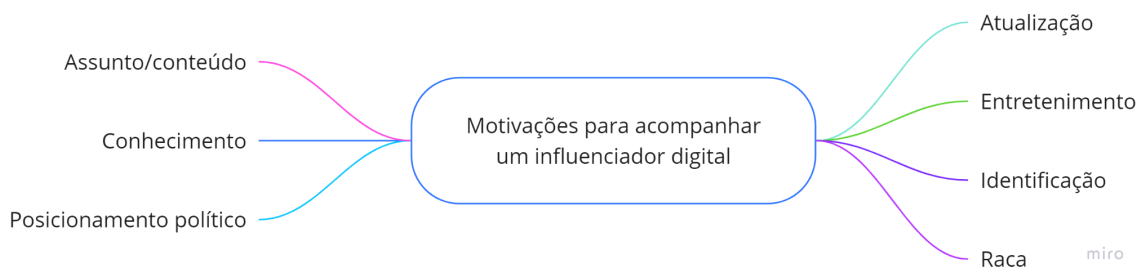 Assunto/conteúdo
Conhecimento
Posicionamento político
Motivações para acompanhar
um influenciador digital
Atualização
Entretenimento
Identificação
Raca
miro